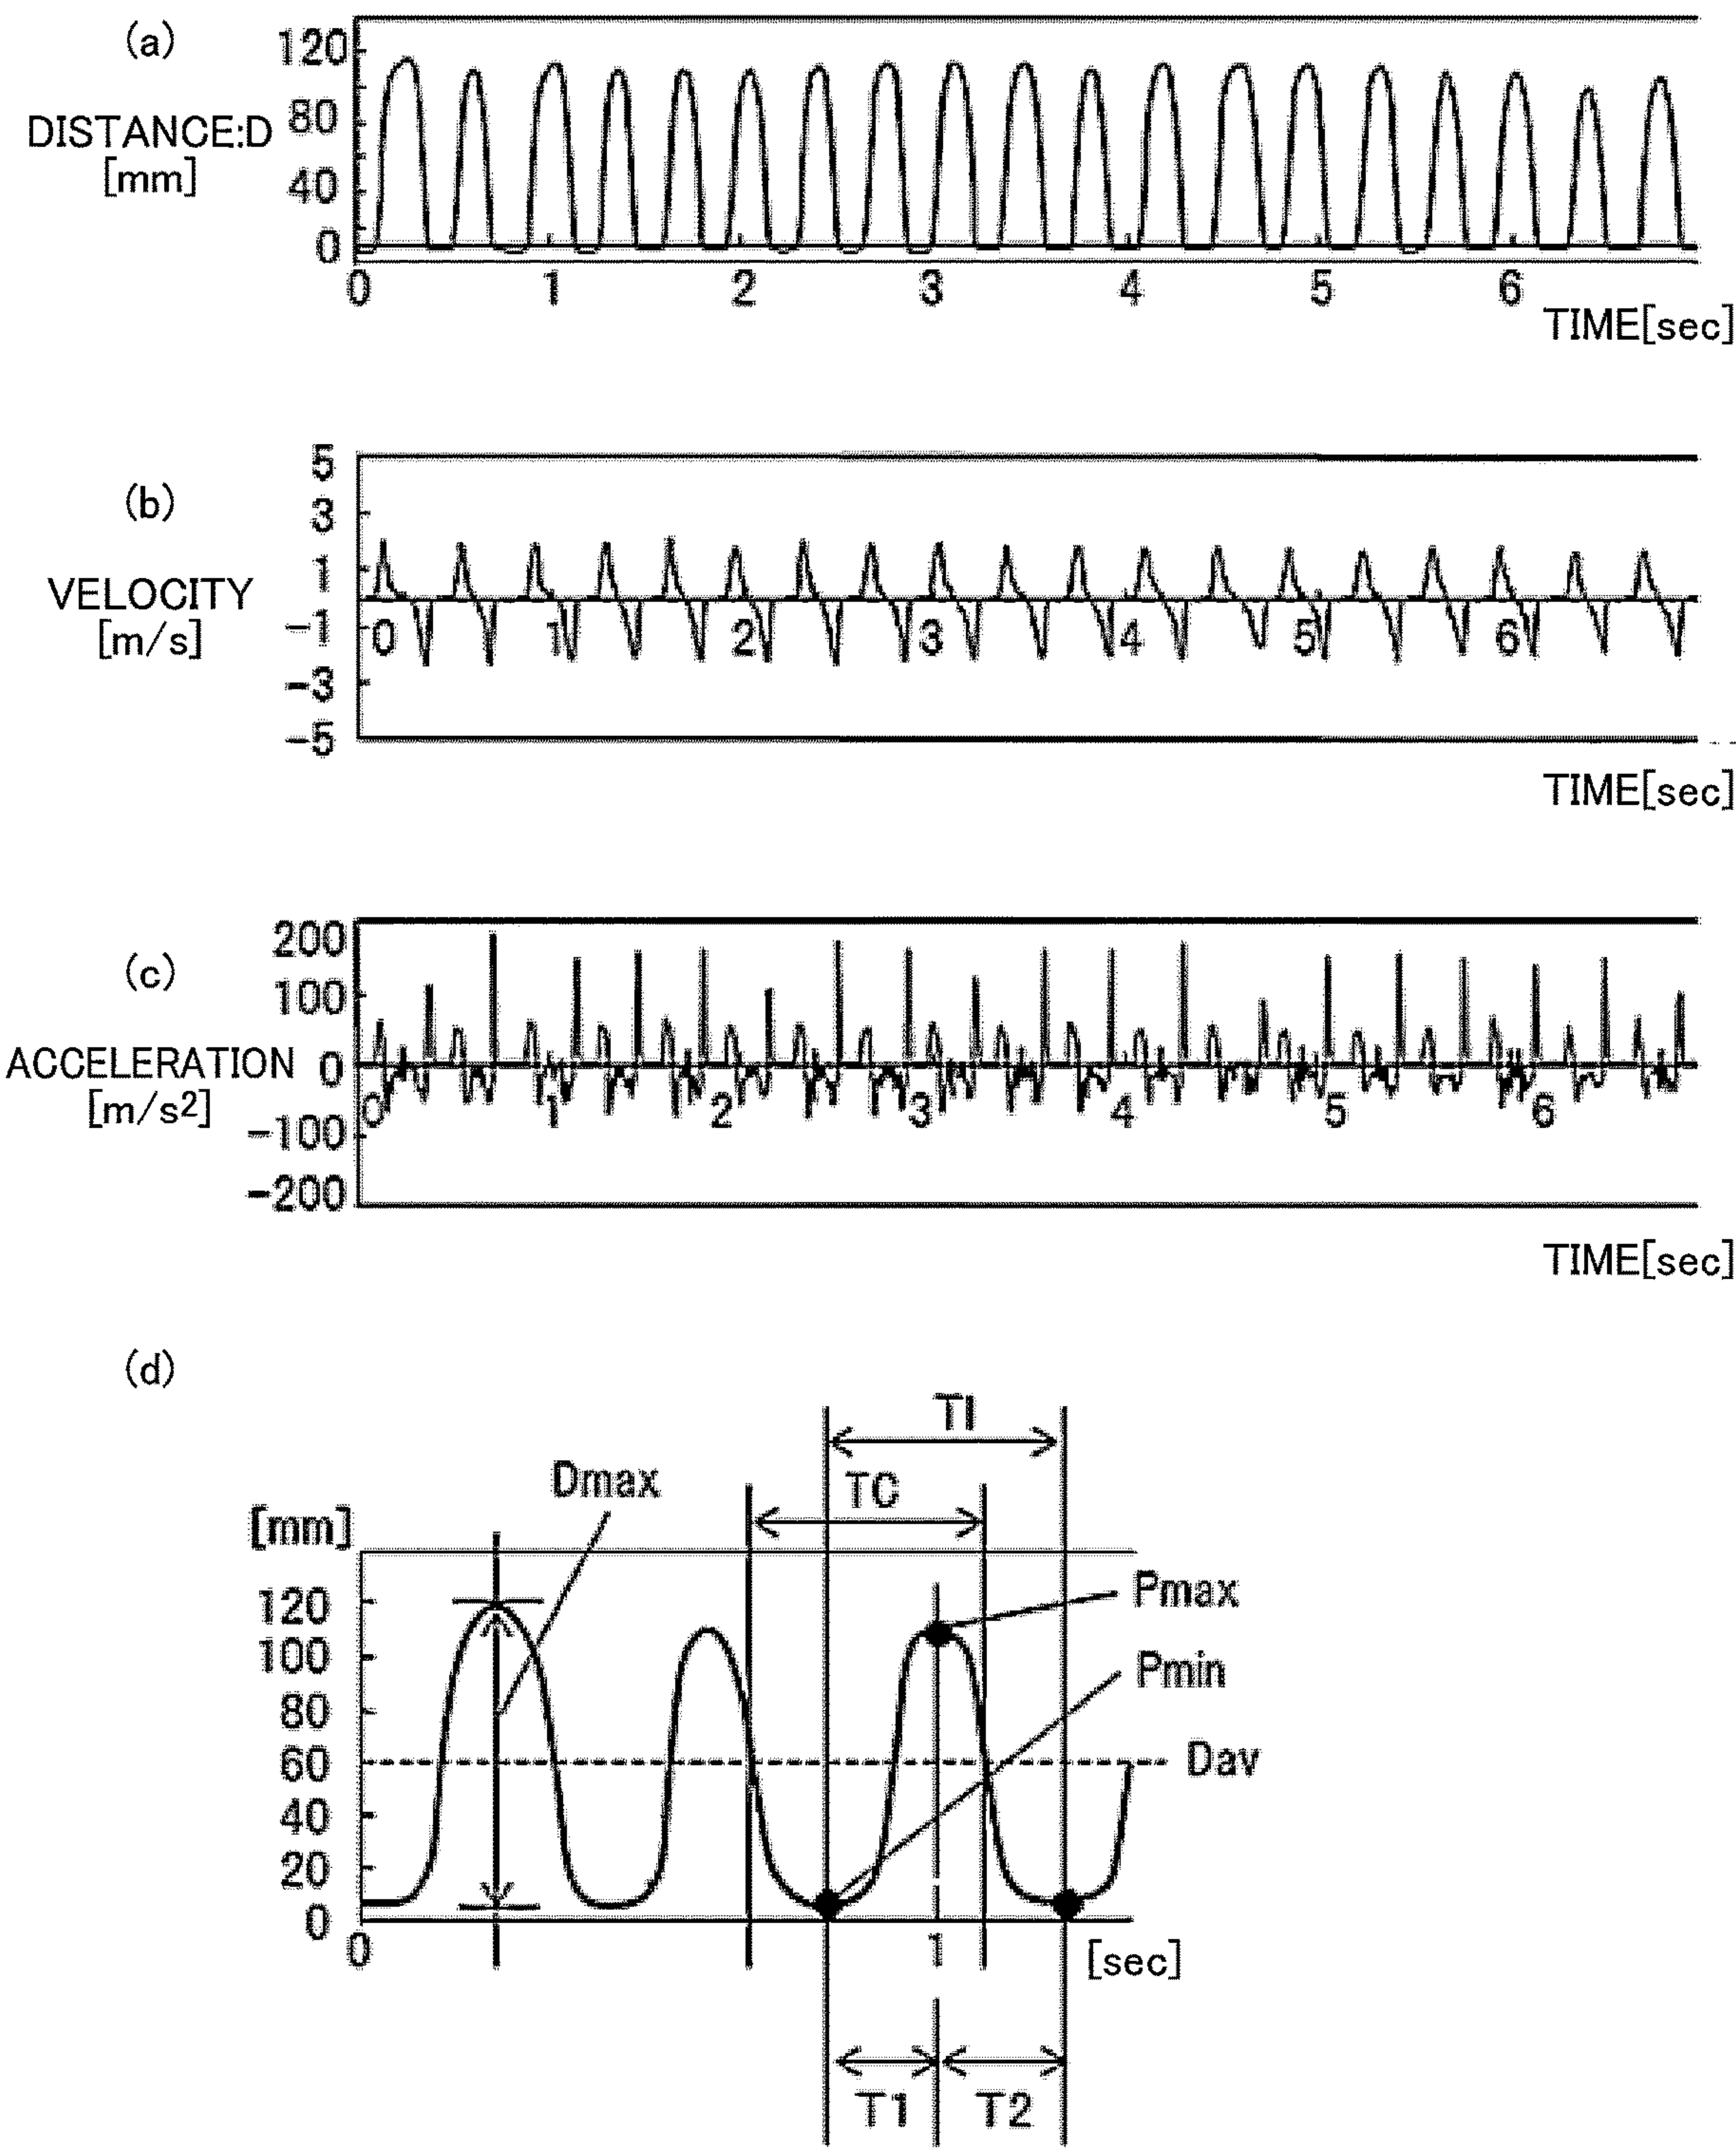 (a)
120
DISTANCE:D 80
[mm]
40
0
0 1 2 3 4 5 6
TIME[sec]
5
(b)
3
1
VELOCITY
[m/s]
-1
0 1 2 3 4 5 6
-3
-5
TIME[sec]
200
(c)
100
ACCELERATION 0
[m/s2]
0 1 2 3 4 5 6
-100
-200
TIME[sec]
(d)
TI
Dmax
TC
[mm]
Pmax
120
100
Pmin
80
60
Dav
40
20
0
0 1 [sec]
T1 T2